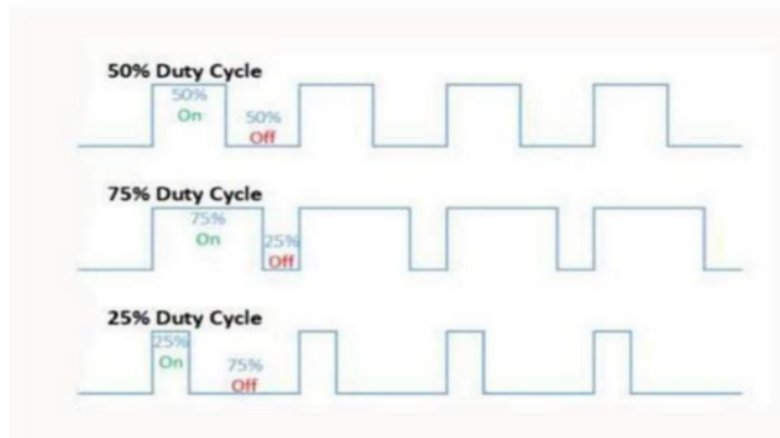 50% Duty Cycle
50%
On
50%
Off
75% Duty Cycle
75%
On
25%
Off
25% Duty Cycle
25%
On
75%
Off